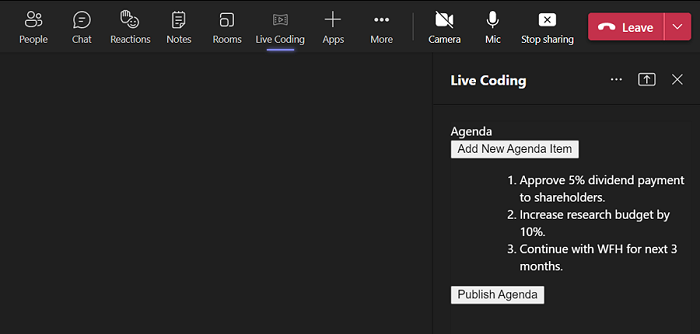 People Chat Reactions Notes Rooms Live Coding Apps More Camera Mic Stop sharing Leave
Live Coding
Agenda
Add New Agenda Item
1. Approve 5% dividend payment
to shareholders.
2. Increase research budget by
10%.
3. Continue with WFH for next 3
months.
Publish Agenda